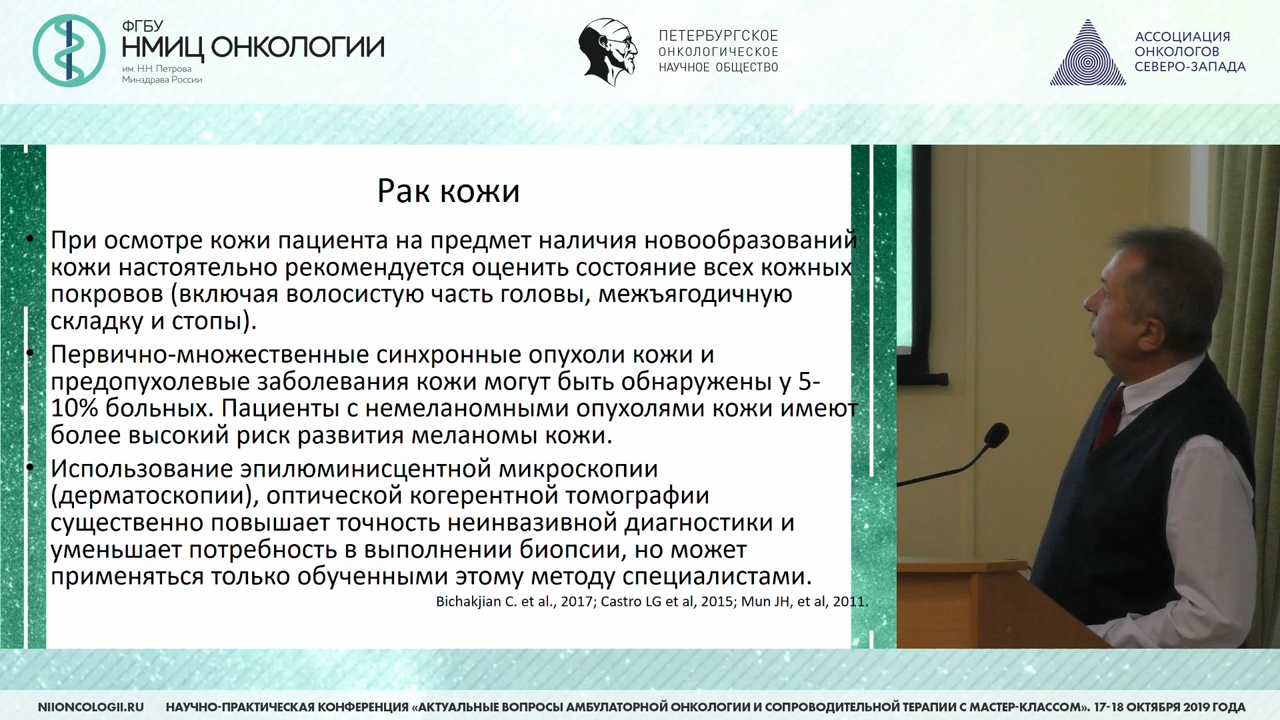 ФГБУ
НМИЦ ОНКОЛОГИИ
им. Н.Н. Петрова
Минздрава России
ПЕТЕРБУРГСКОЕ
ОНКОЛОГИЧЕСКОЕ
НАУЧНОЕ ОБЩЕСТВО
АССОЦИАЦИЯ
ОНКОЛОГОВ
СЕВЕРО-ЗАПАДА
Рак кожи
• При осмотре кожи пациента на предмет наличия новообразований
кожи настоятельно рекомендуется оценить состояние всех кожных
покровов (включая волосистую часть головы, межъягодичную
складку и стопы).
• Первично-множественные синхронные опухоли кожи и
предопухолевые заболевания кожи могут быть обнаружены у 5-
10% больных. Пациенты с немеланомными опухолями кожи имеют
более высокий риск развития меланомы кожи.
• Использование эпилюминисцентной микроскопии
(дерматоскопии), оптической когерентной томографии
существенно повышает точность неинвазивной диагностики и
уменьшает потребность в выполнении биопсии, но может
применяться только обученными этому методу специалистами.
Bichakjian C. et al., 2017; Castro LG et al, 2015; Mun JH, et al, 2011.
NIIONCOLOGII.RU НАУЧНО-ПРАКТИЧЕСКАЯ КОНФЕРЕНЦИЯ «АКТУАЛЬНЫЕ ВОПРОСЫ АМБУЛАТОРНОЙ ОНКОЛОГИИ И СОПРОВОДИТЕЛЬНОЙ ТЕРАПИИ С МАСТЕР-КЛАССОМ». 17-18 ОКТЯБРЯ 2019 ГОДА